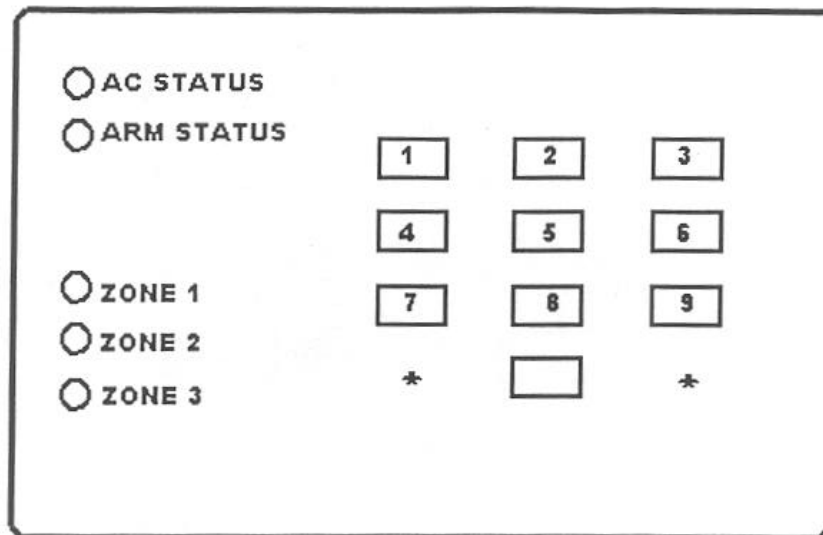 AC STATUS
ARM STATUS
1 2 3
4 5 6
ZONE 1
7 8 9
ZONE 2
* *
ZONE 3